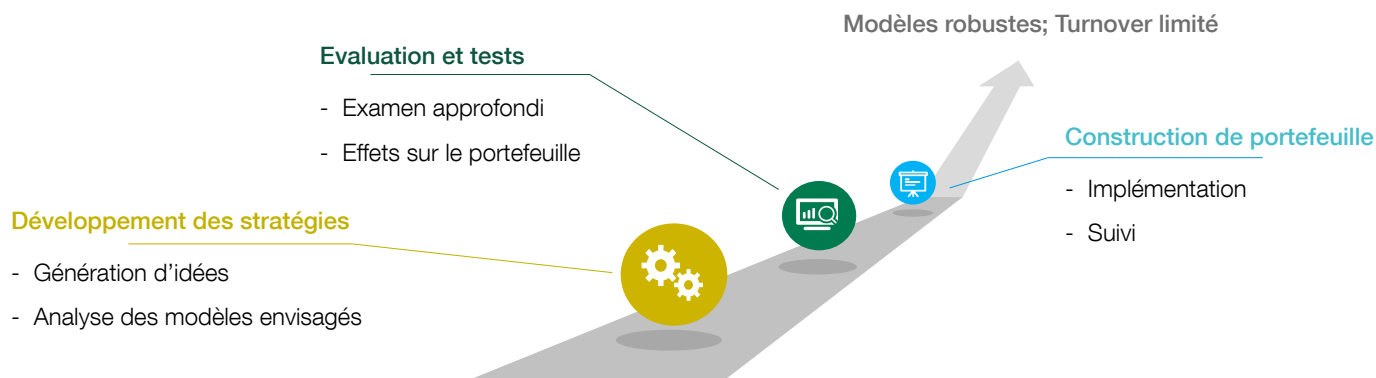 Modèles robustes; Turnover limité
Evaluation et tests
- Examen approfondi
- Effets sur le portefeuille
Construction de portefeuille
- Implémentation
- Suivi
Développement des stratégies
- Génération d’idées
- Analyse des modèles envisagés